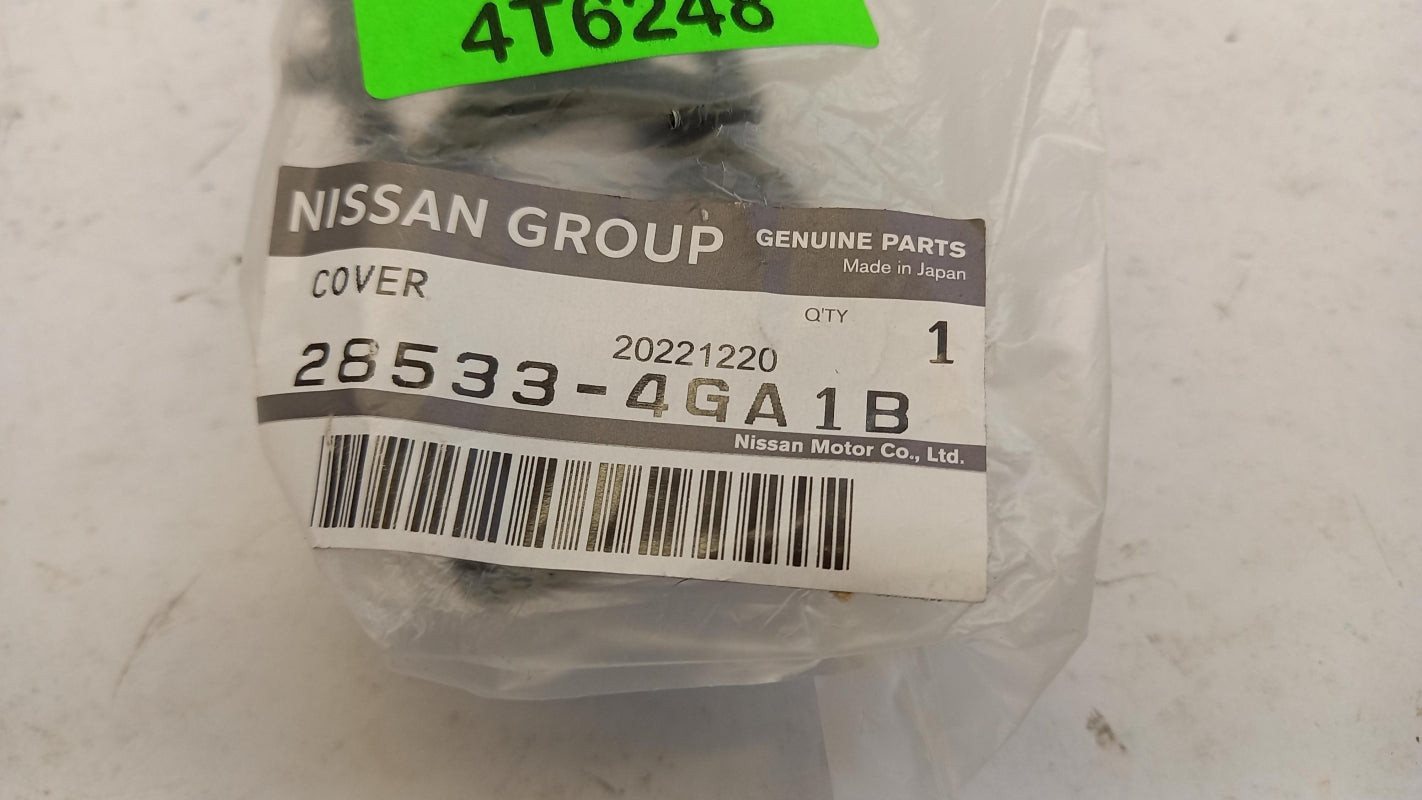 4T6248
NISSAN GROUP
GENUINE PARTS
Made in Japan
COVER
Q'TY
1
20221220
28533-4GA1B
Nissan Motor Co., Ltd.